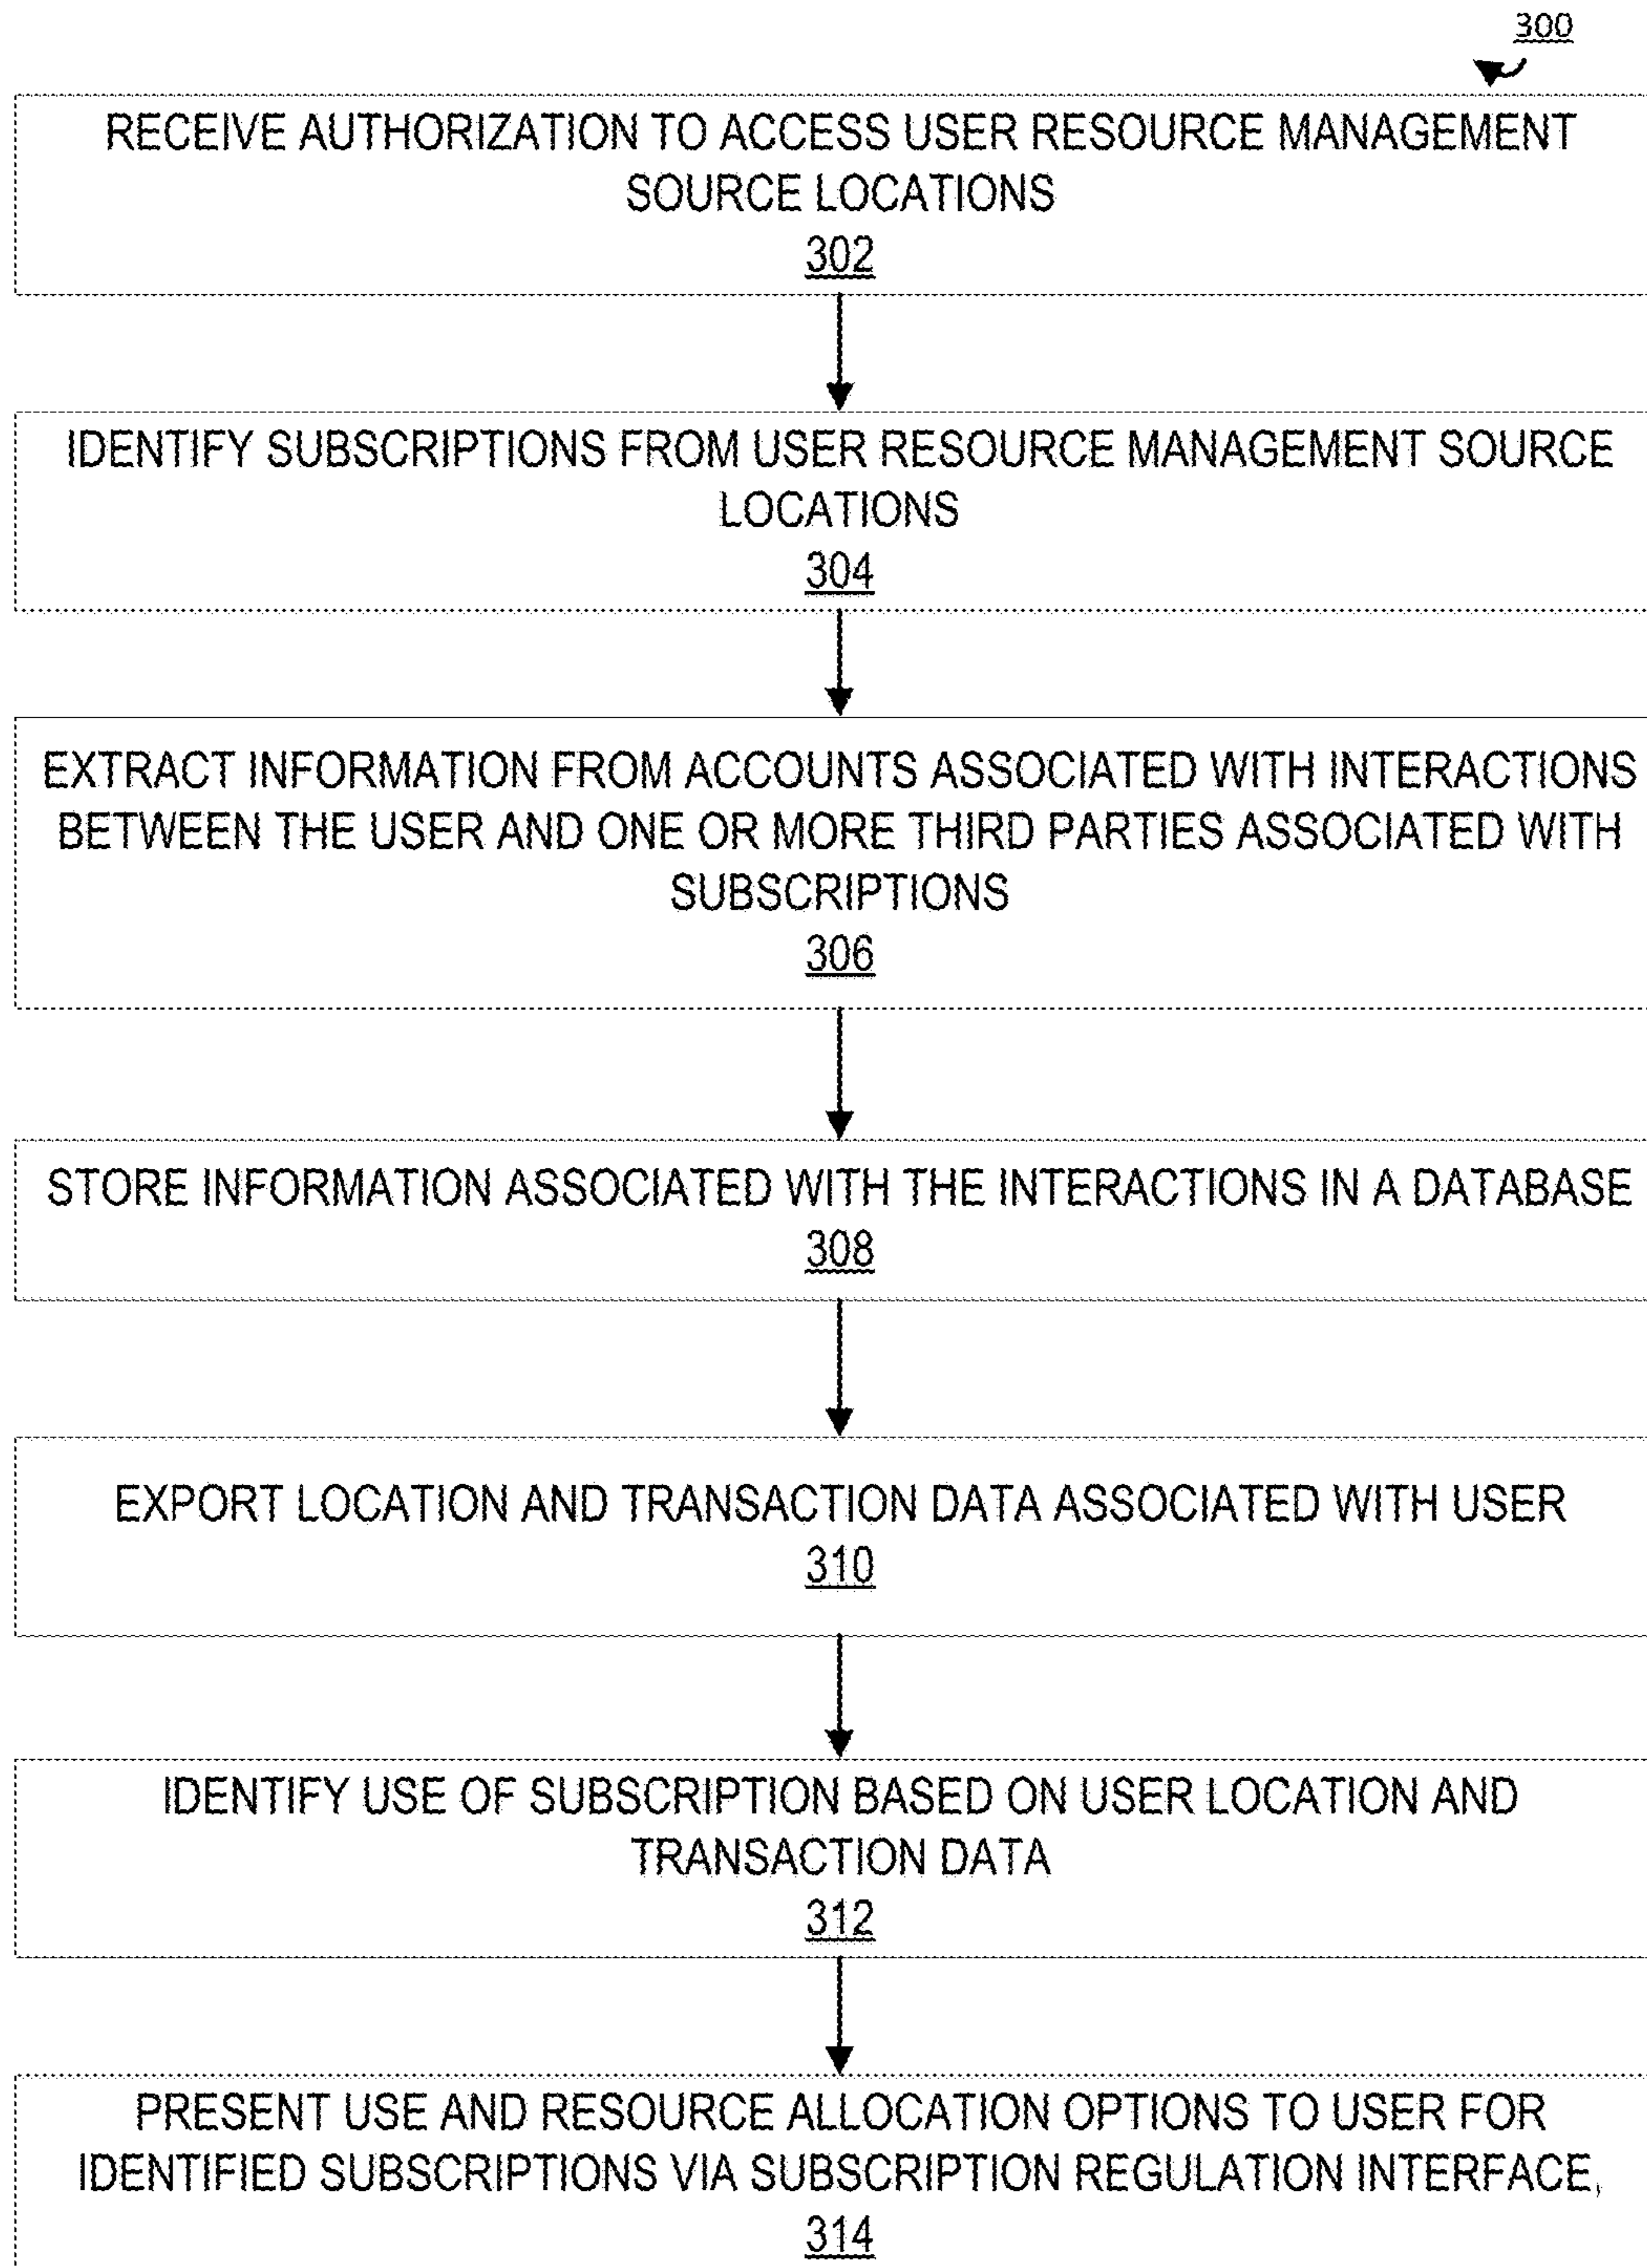 300
RECEIVE AUTHORIZATION TO ACCESS USER RESOURCE MANAGEMENT
SOURCE LOCATIONS
302
IDENTIFY SUBSCRIPTIONS FROM USER RESOURCE MANAGEMENT SOURCE
LOCATIONS
304
EXTRACT INFORMATION FROM ACCOUNTS ASSOCIATED WITH INTERACTIONS
BETWEEN THE USER AND ONE OR MORE THIRD PARTIES ASSOCIATED WITH
SUBSCRIPTIONS
306
STORE INFORMATION ASSOCIATED WITH THE INTERACTIONS IN A DATABASE
308
EXPORT LOCATION AND TRANSACTION DATA ASSOCIATED WITH USER
310
IDENTIFY USE OF SUBSCRIPTION BASED ON USER LOCATION AND
TRANSACTION DATA
312
PRESENT USE AND RESOURCE ALLOCATION OPTIONS TO USER FOR
IDENTIFIED SUBSCRIPTIONS VIA SUBSCRIPTION REGULATION INTERFACE,
314